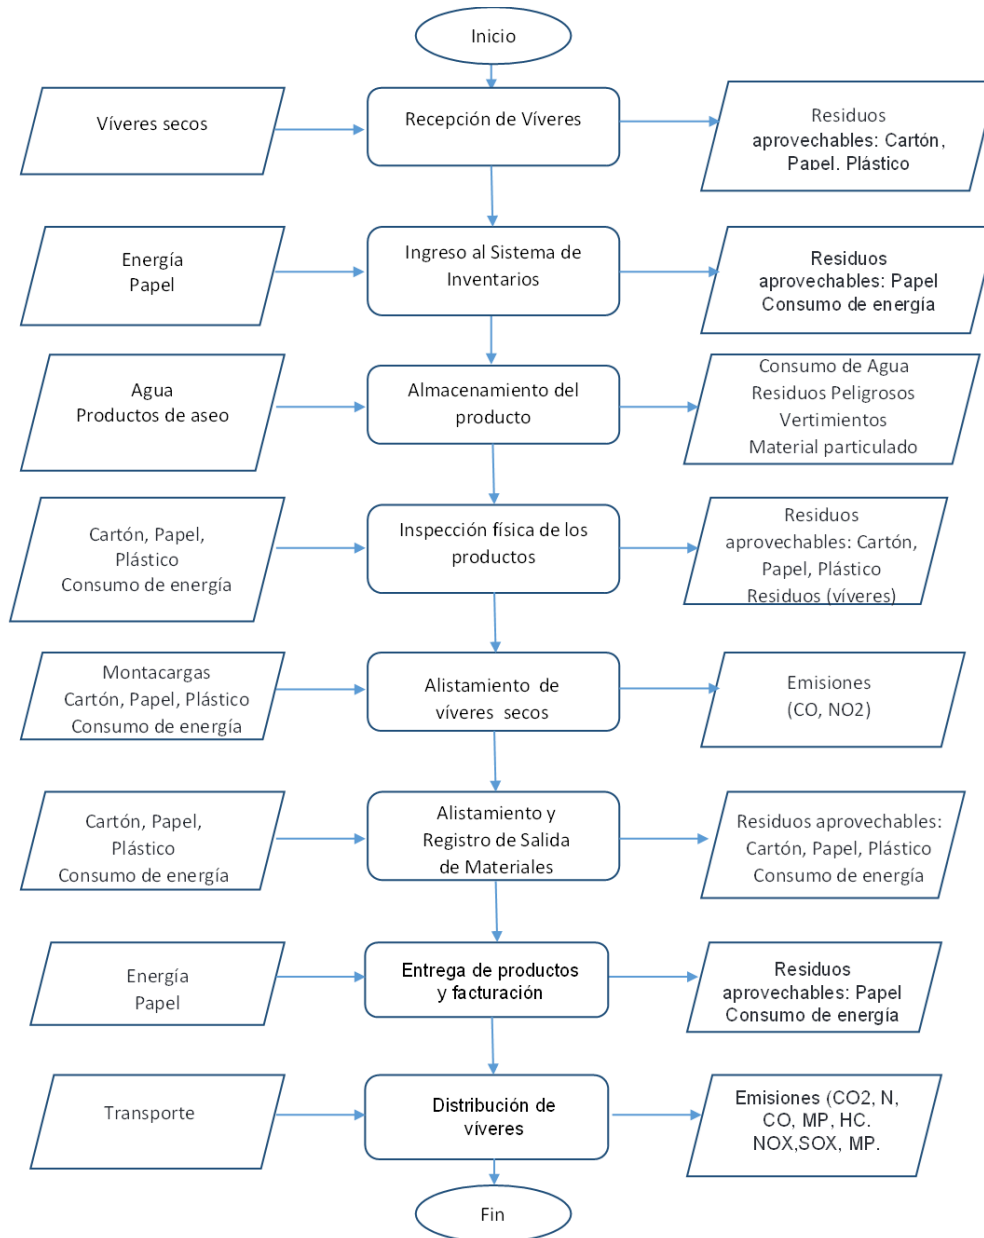 Inicio
Víveres secos
Recepción de Víveres
Residuos
aprovechables: Cartón,
Papel, Plástico
Energía
Papel
Ingreso al Sistema de
Inventarios
Residuos
aprovechables: Papel
Consumo de energía
Agua
Productos de aseo
Almacenamiento del
producto
Consumo de Agua
Residuos Peligrosos
Vertimientos
Material particulado
Cartón, Papel,
Plástico
Consumo de energía
Inspección física de los
productos
Residuos
aprovechables: Cartón,
Papel, Plástico
Residuos (víveres)
Montacargas
Cartón, Papel, Plástico
Consumo de energía
Alistamiento de
víveres secos
Emisiones
(CO, NO2)
Cartón, Papel,
Plástico
Consumo de energía
Alistamiento y
Registro de Salida
de Materiales
Residuos aprovechables:
Cartón, Papel, Plástico
Consumo de energía
Energía
Papel
Entrega de productos
y facturación
Residuos
aprovechables: Papel
Consumo de energía
Transporte
Distribución de
víveres
Emisiones (CO2, N,
CO, MP, HC.
NOX,SOX, MP.
Fin